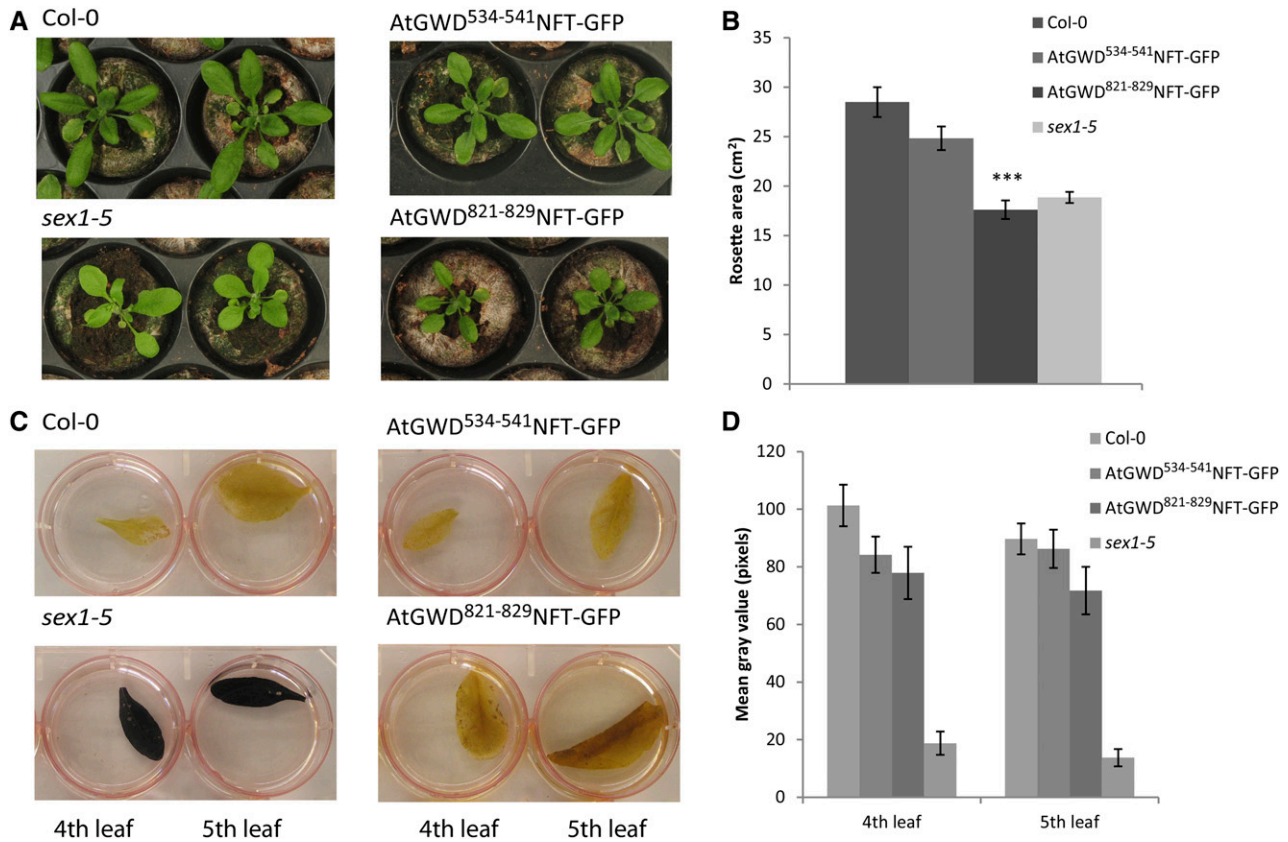 A
Col-0
AtGWD534-541NFT-GFP
sex1-5
AtGWD821-829NFT-GFP
B
Col-0
AtGWD534-541NFT-GFP
AtGWD821-829NFT-GFP
sex1-5
Rosette area (cm2)
35
30
25
20
15
10
5
0
***
C
Col-0
AtGWD534-541NFT-GFP
sex1-5
AtGWD821-829NFT-GFP
4th leaf
5th leaf
4th leaf
5th leaf
D
Col-0
AtGWD534-541NFT-GFP
AtGWD821-829NFT-GFP
sex1-5
Mean gray value (pixels)
120
100
80
60
40
20
0
4th leaf
5th leaf